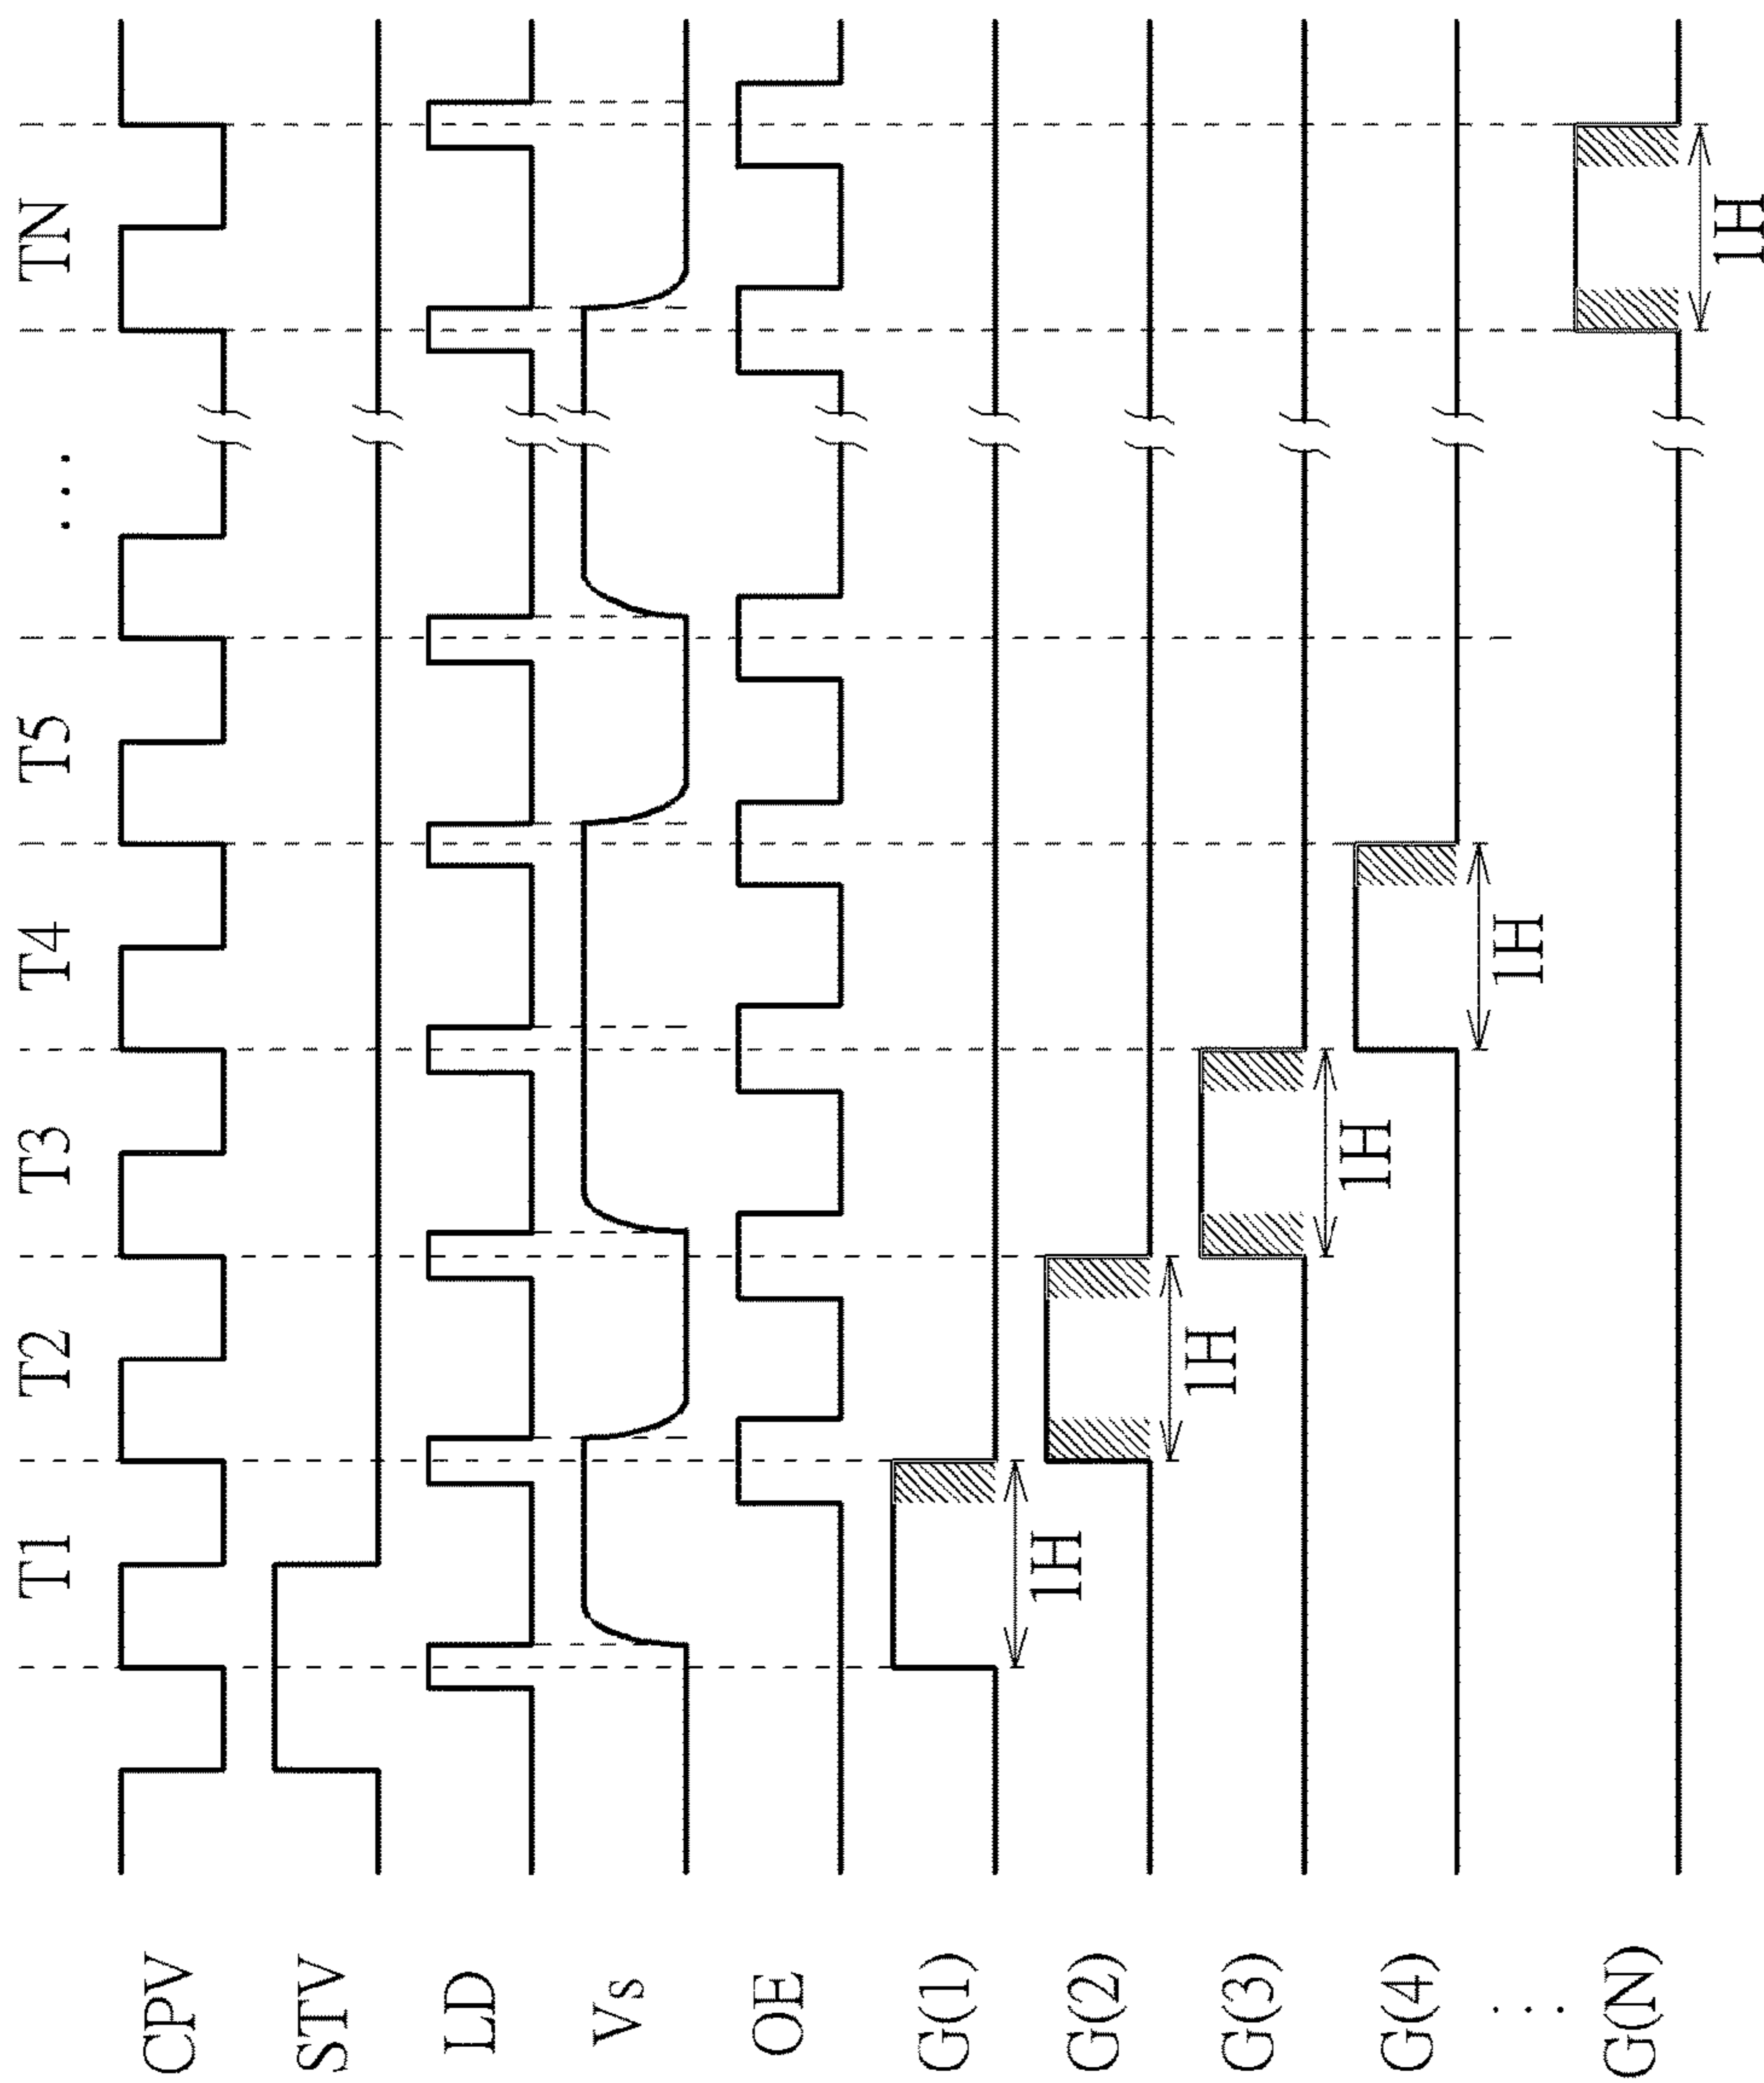 T1 T2 T3 T4 T5 ... TN
CPV
STV
LD
Vs
OE
G(1)
1H
G(2)
1H
G(3)
1H
G(4)
1H
...
G(N)
1H